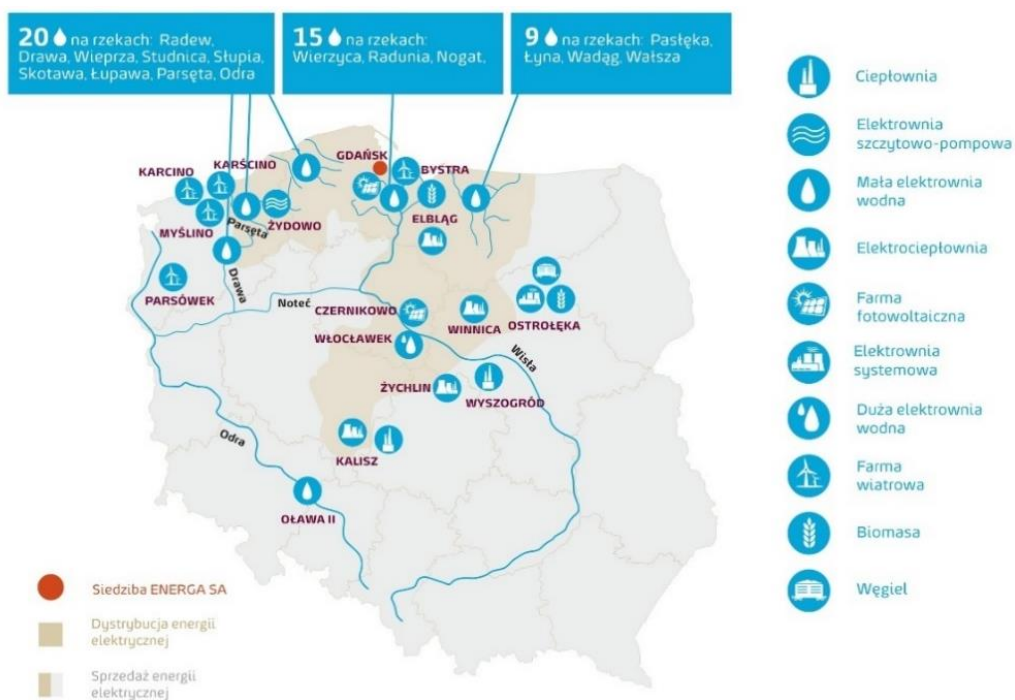 20 na rzekach: Radew,
Drawa, Wieprza, Studnica, Słupia,
Skotawa, Łupawa, Parsęta, Odra
15 na rzekach:
Wierzyca, Radunia, Nogat,
9 na rzekach: Pasłęka,
Łyna, Wadąg, Wałsza
Ciepłownia
Elektrownia
szczytowo-pompowa
Mała elektrownia
wodna
Elektrociepłownia
Farma
fotowoltaiczna
Elektrownia
systemowa
Duża elektrownia
wodna
Farma
wiatrowa
Biomasa
Węgiel
KARCINO
KARŚCINO
GDAŃSK
BYSTRA
MYŚLINO
Parsęta
ŻYDOWO
ELBLĄG
PARSÓWEK
Drawa
Noteć
CZERNIKOWO
WŁOCŁAWEK
WINNICA
OSTROŁĘKA
Wisła
ŻYCHLIN
WYSZOGRÓD
Odra
KALISZ
OŁAWA II
Siedziba ENERGA SA
Dystrybucja energii
elektrycznej
Sprzedaż energii
elektrycznej